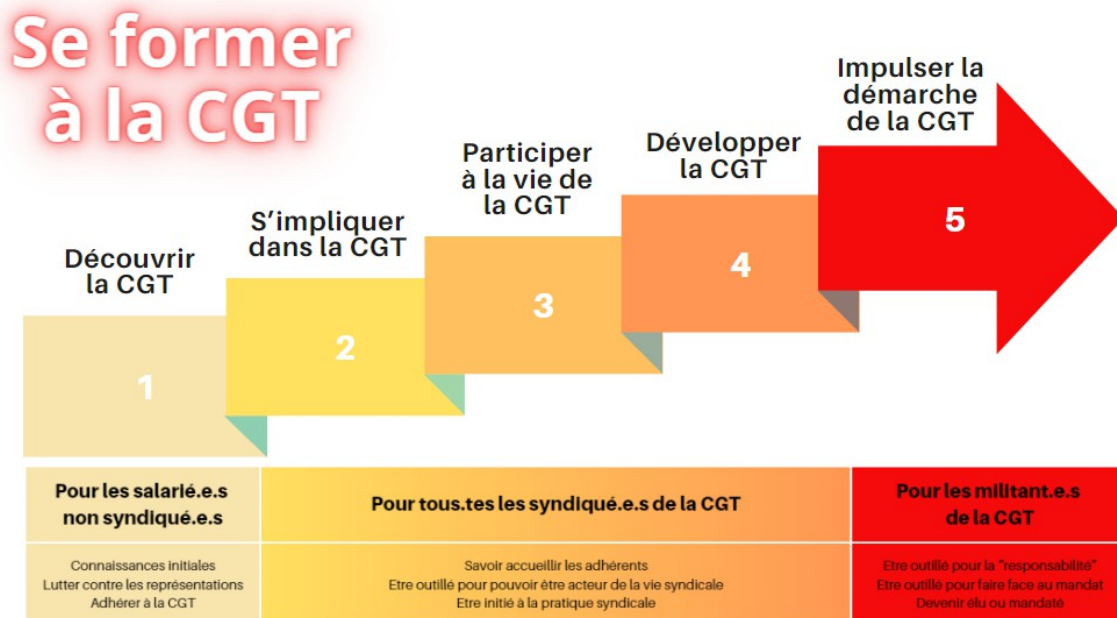 Se former
à la CGT
Découvrir
la CGT
1
S'impliquer
dans la CGT
2
Participer
à la vie de
la CGT
3
Développer
la CGT
4
Impulser la
démarche
de la CGT
5
Pour les salarié.e.s
non syndiqué.e.s
Connaissances initiales
Lutter contre les représentations
Adhérer à la CGT
Pour tous.tes les syndiqué.e.s de la CGT
Savoir accueillir les adhérents
Etre outillé pour pouvoir être acteur de la vie syndicale
Etre initié à la pratique syndicale
Pour les militant.e.s
de la CGT
Etre outillé pour la "responsabilité"
Etre outillé pour faire face au mandat
Devenir élu ou mandaté